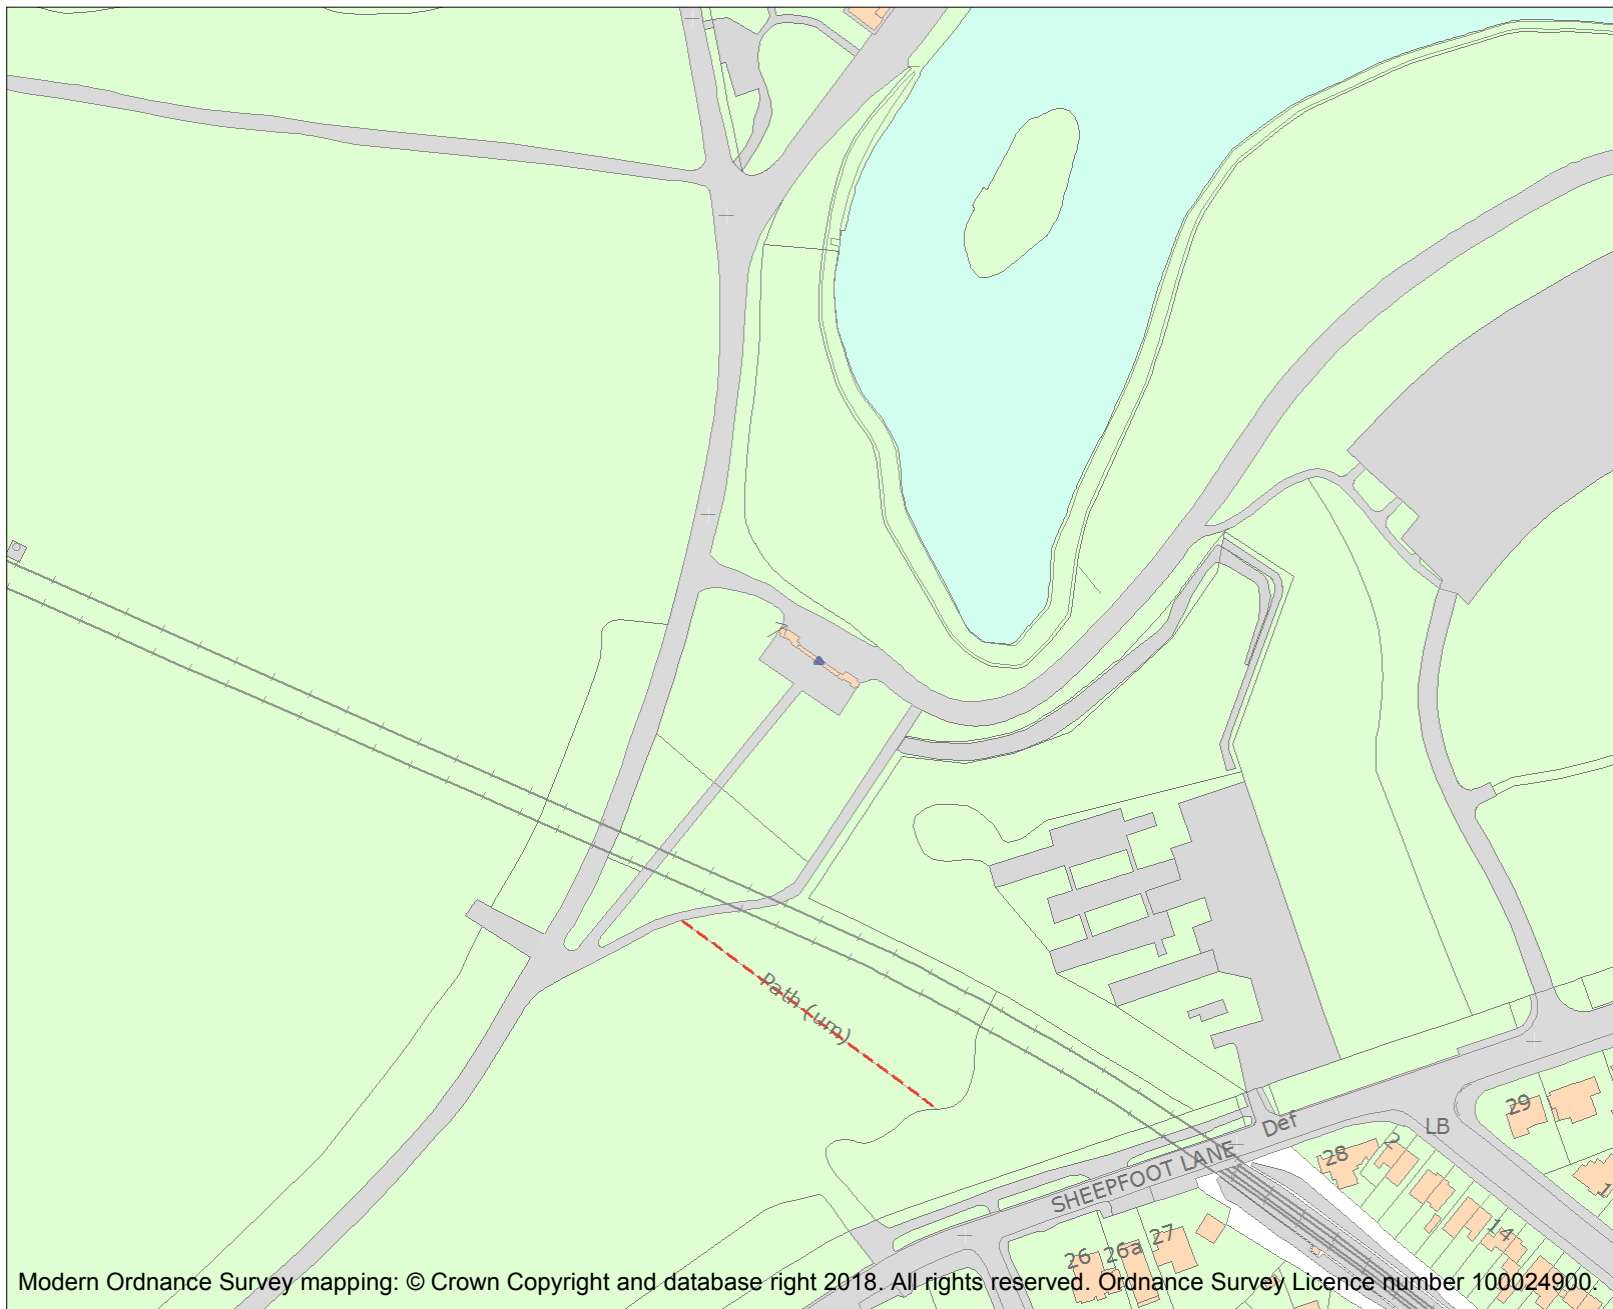 7
Path (um)
29
LB
Def
28
2
SHEEPFOOT LANE
14
27
26a
26
Modern Ordnance Survey mapping: © Crown Copyright and database right 2018. All rights reserved. Ordnance Survey Licence number 100024900.